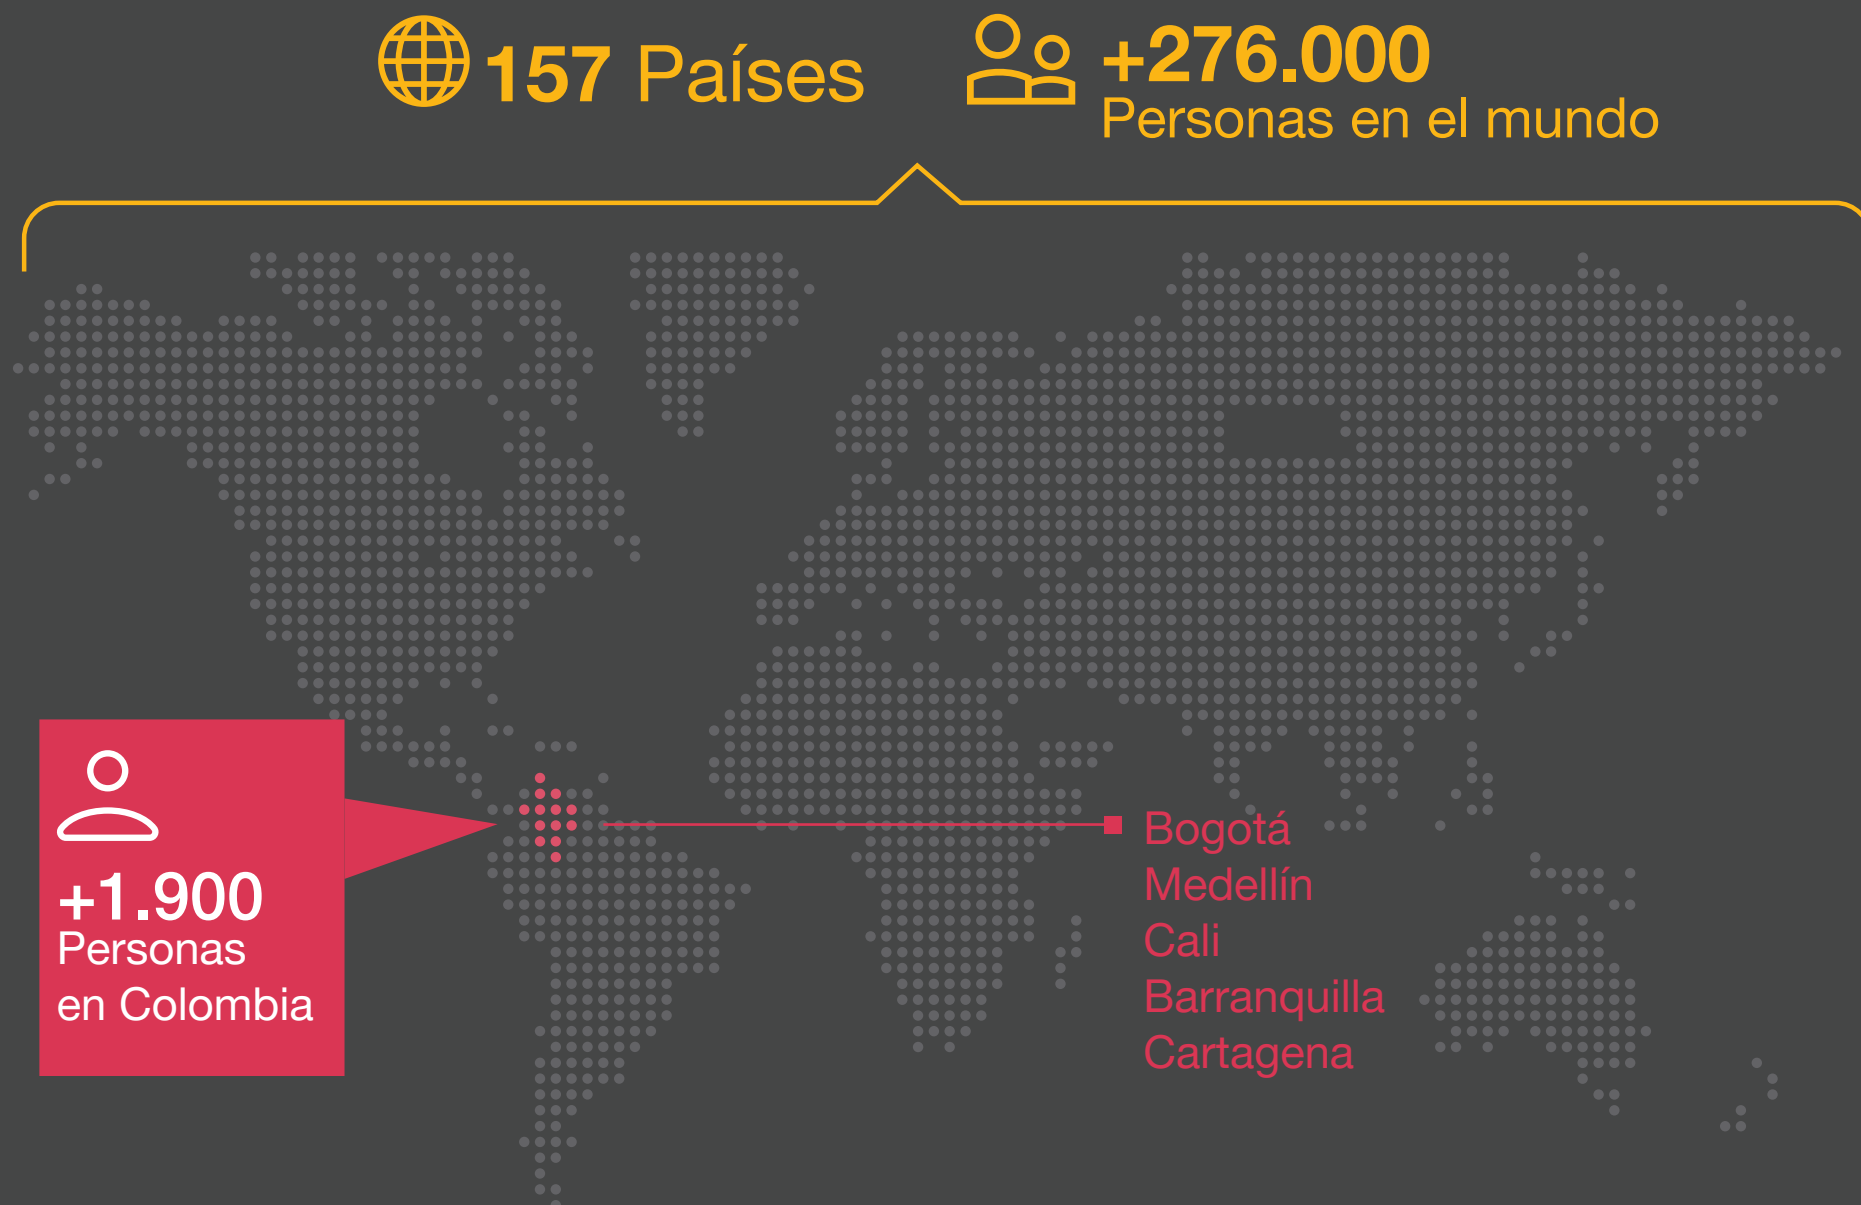 157 Países
+276.000
Personas en el mundo
+1.900
Personas
en Colombia
Bogotá
Medellín
Cali
Barranquilla
Cartagena